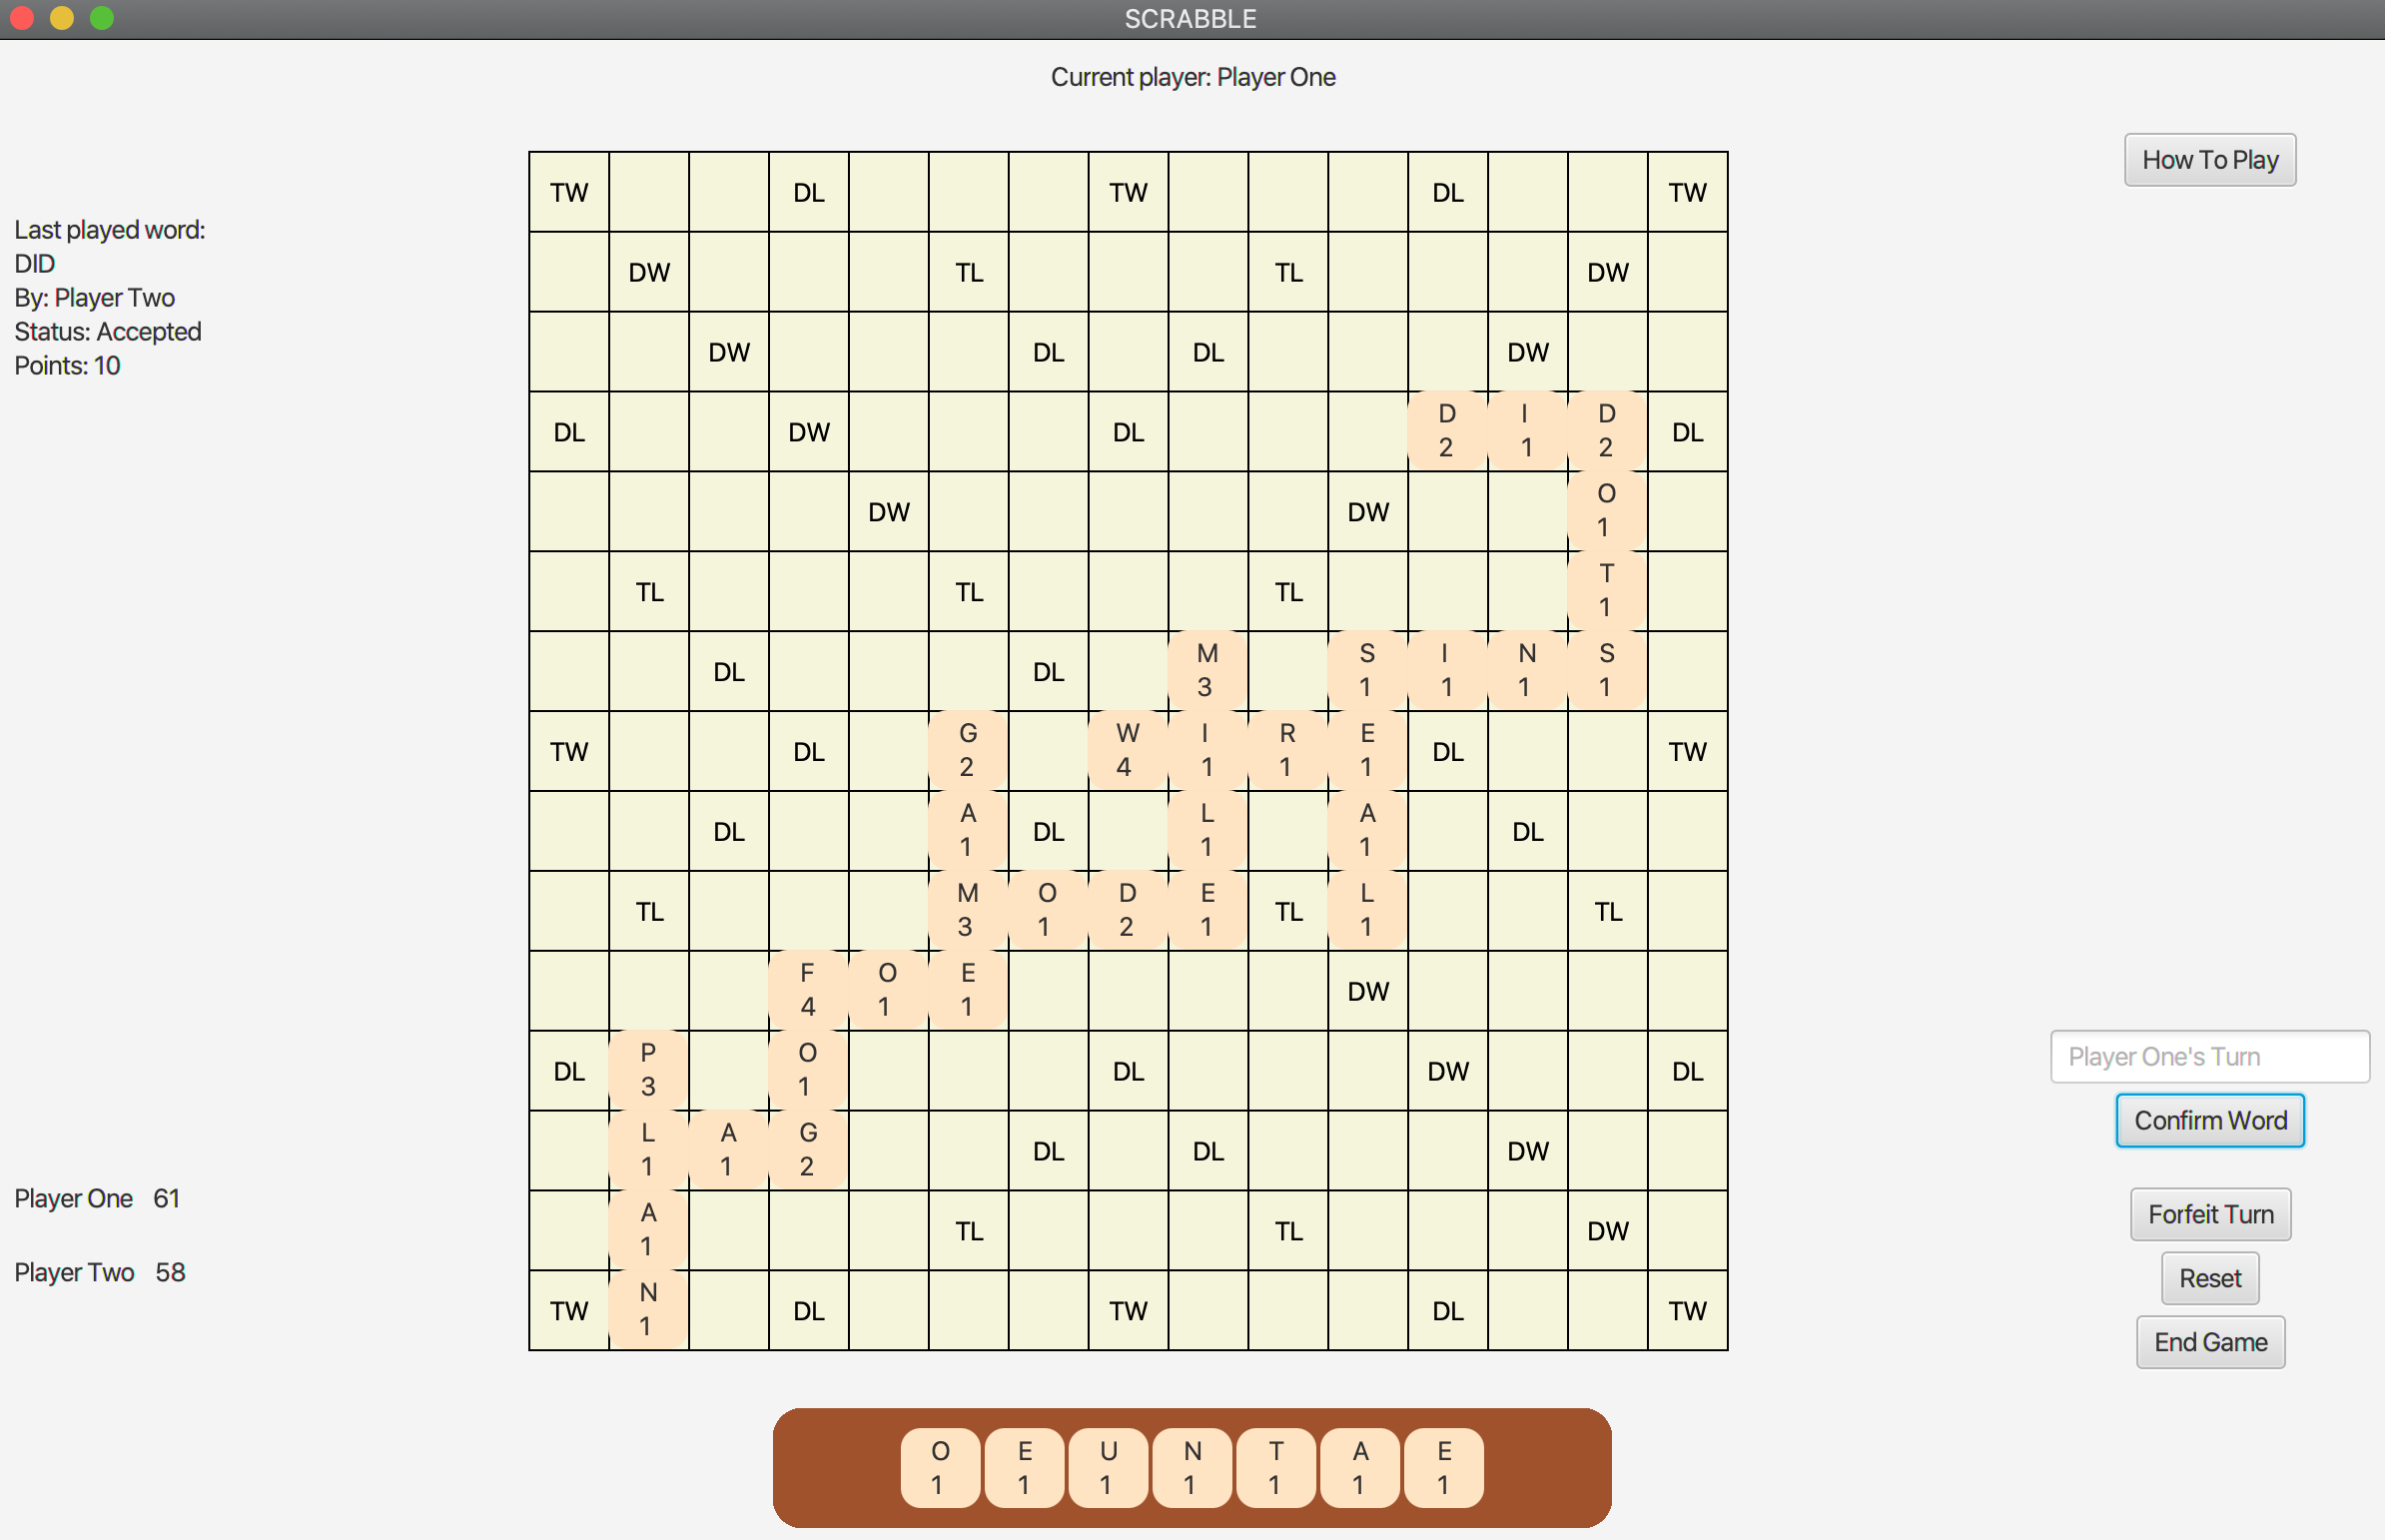 SCRABBLE
Current player: Player One
How To Play
Last played word:
DID
By: Player Two
Status: Accepted
Points: 10
TW DL TW DL TW
DW TL TL DW
DW DL DL DW
DL DW DL D 2 I 1 D 2 DL
DW DW O 1
TL TL TL T 1
DL DL M 3 S 1 I 1 N 1 S 1
TW DL G 2 W 4 I 1 R 1 E 1 DL TW
DL A 1 DL L 1 A 1 DL
TL M 3 O 1 D 2 E 1 TL L 1 TL
F 4 O 1 E 1 DW
DL P 3 O 1 DL DW DL
L 1 A 1 G 2 DL DL DW
A 1 TL TL DW
TW N 1 DL TW DL TW
Player One's Turn
Confirm Word
Player One 61
Player Two 58
Forfeit Turn
Reset
End Game
O 1 E 1 U 1 N 1 T 1 A 1 E 1